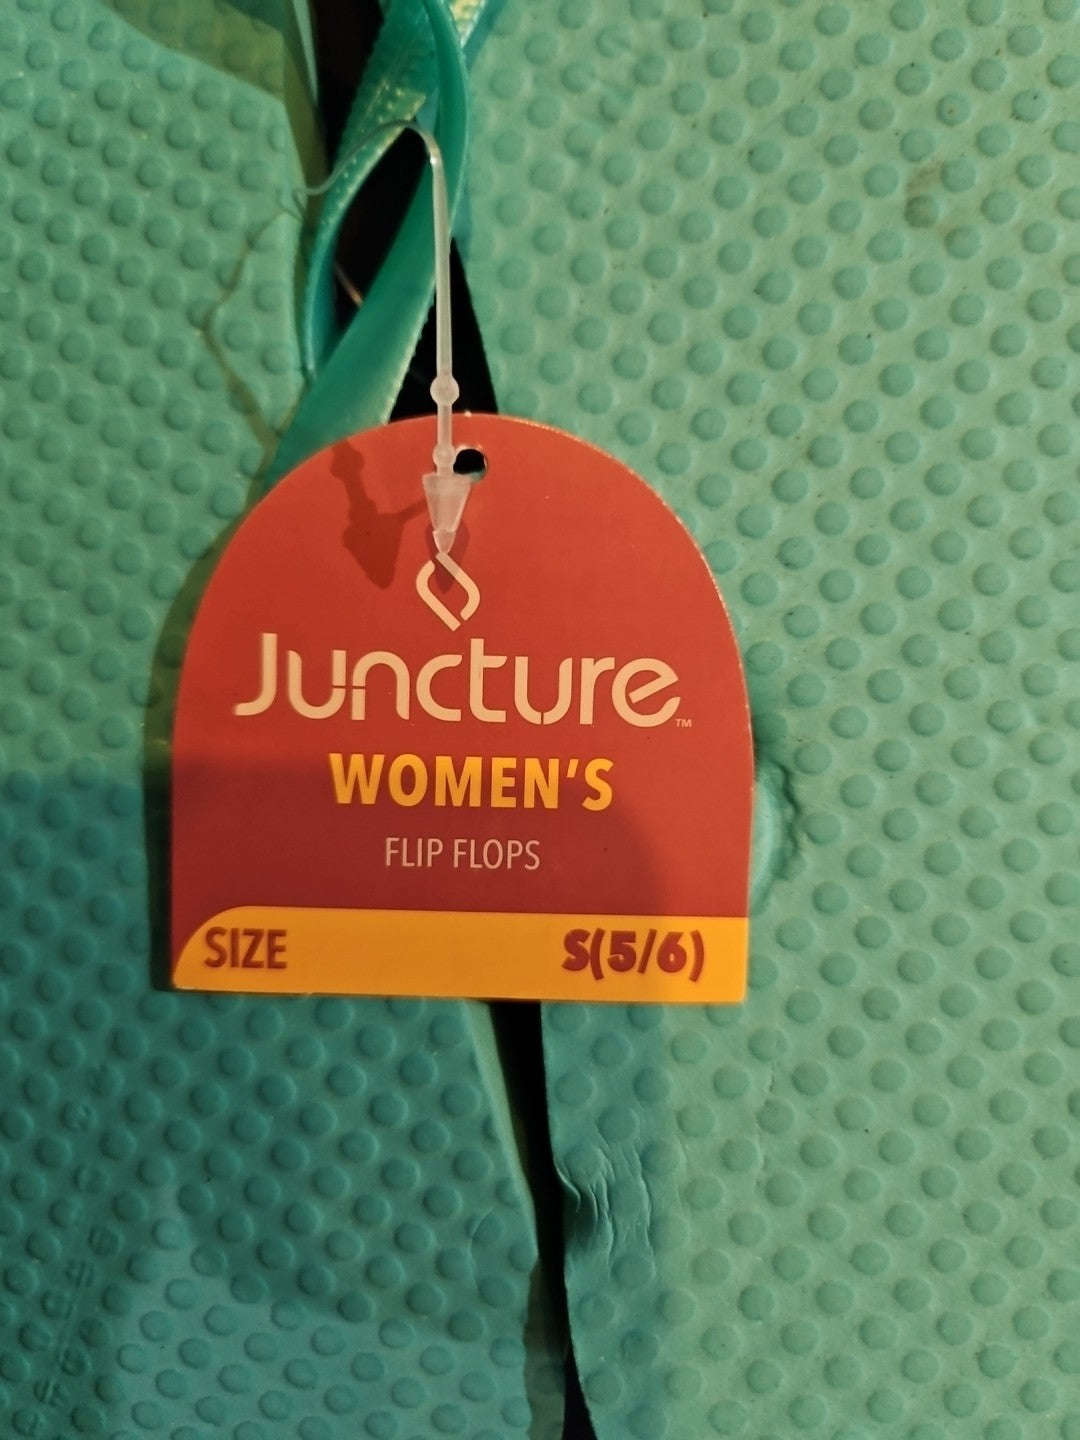 Juncture™
WOMEN'S
FLIP FLOPS
SIZE S(5/6)